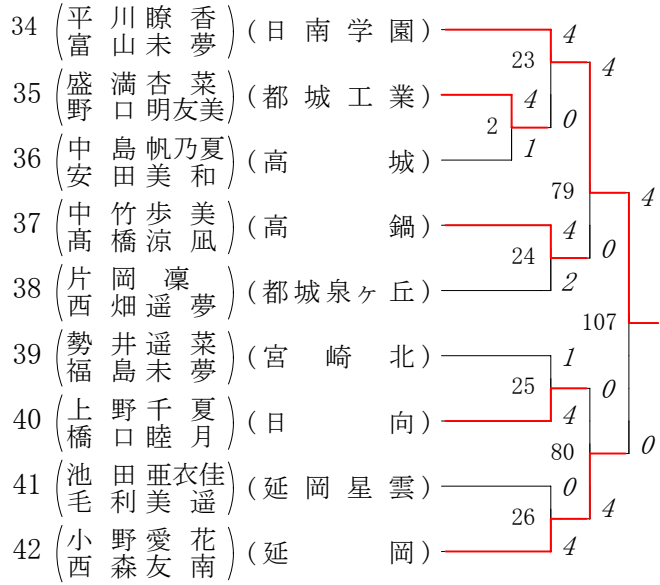 34 平川瞭香 富山未夢 (日南学園)
35 盛満杏菜 野口明友美 (都城工業)
36 中島帆乃夏 安田美和 (高城)
37 中竹歩美 髙橋涼凪 (高鍋)
38 片岡凜 西畑遥夢 (都城泉ヶ丘)
39 勢井遥菜 福島未夢 (宮崎北)
40 上野千夏 橋口睦月 (日向)
41 池田亜衣佳 毛利美遥 (延岡星雲)
42 小野愛花 西森友南 (延岡)
4
23
4
4
0
2
1
79
4
4
0
24
2
107
1
25
0
4
80
0
0
4
26
4